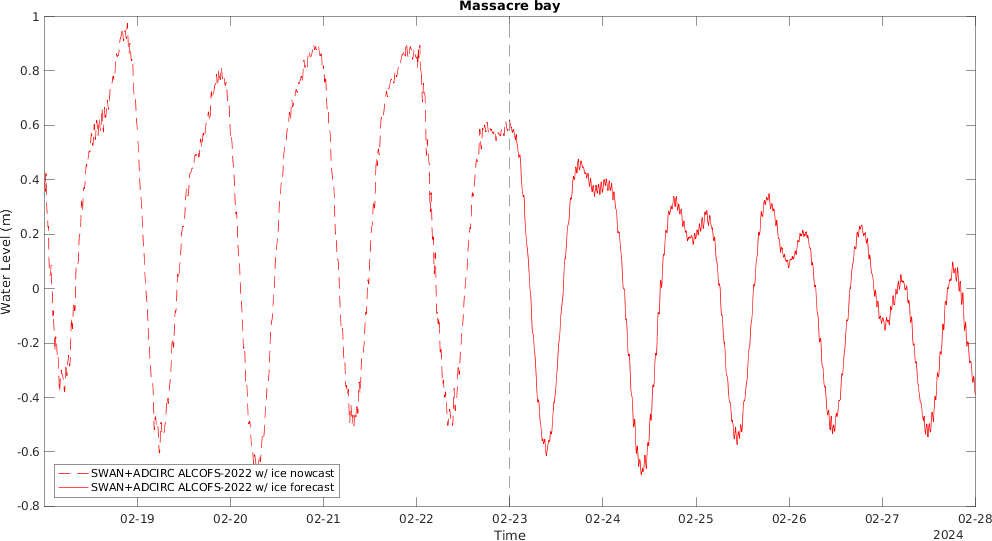 Massacre bay
1
0.8
0.6
0.4
0.2
0
-0.2
-0.4
-0.6
-0.8
Water Level (m)
SWAN+ADCIRC ALCOFS-2022 w/ ice nowcast
SWAN+ADCIRC ALCOFS-2022 w/ ice forecast
02-19 02-20 02-21 02-22 02-23 02-24 02-25 02-26 02-27 02-28
Time
2024